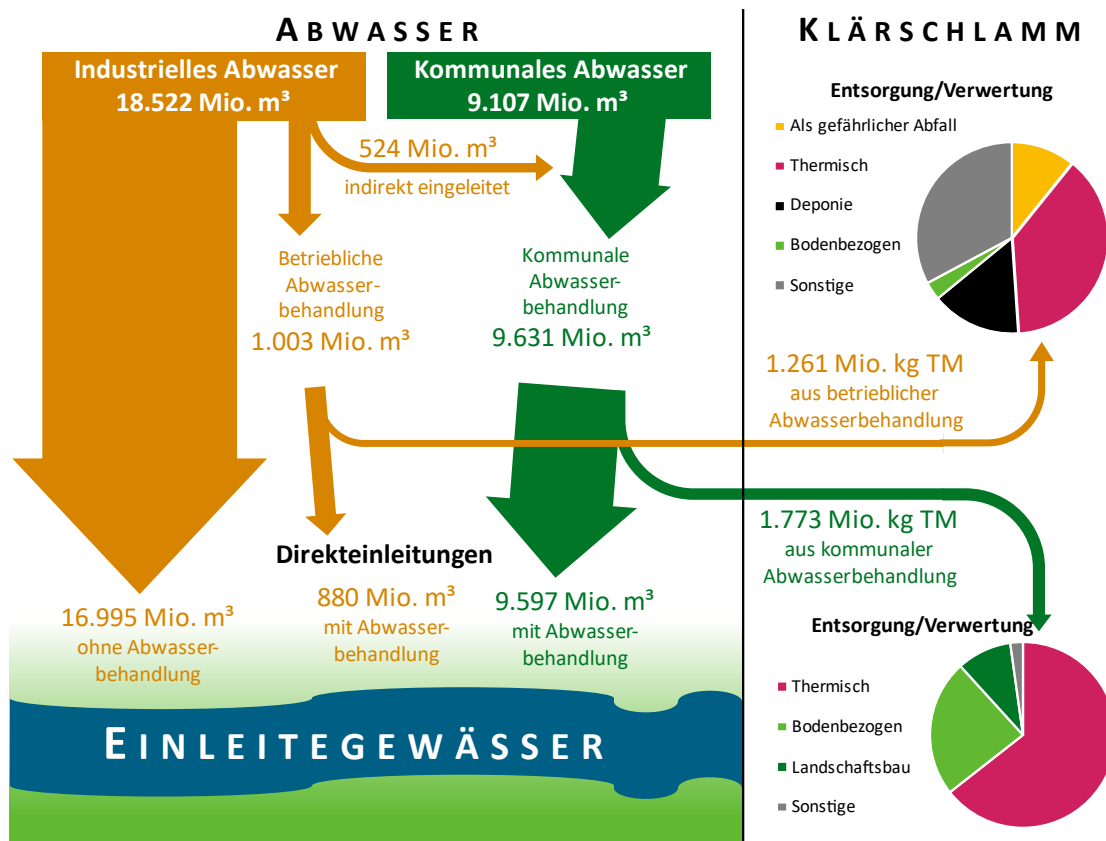 ABWASSER
Industrielles Abwasser
18.522 Mio. m³
Kommunales Abwasser
9.107 Mio. m³
524 Mio. m³
indirekt eingeleitet
Betriebliche
Abwasser-
behandlung
1.003 Mio. m³
Kommunale
Abwasser-
behandlung
9.631 Mio. m³
Direkteinleitungen
16.995 Mio. m³
ohne Abwasser-
behandlung
880 Mio. m³
mit Abwasser-
behandlung
9.597 Mio. m³
mit Abwasser-
behandlung
EINLEITEGEWÄSSER
KLÄRSCHLAMM
Entsorgung/Verwertung
Als gefährlicher Abfall
Thermisch
Deponie
Bodenbezogen
Sonstige
1.261 Mio. kg TM
aus betrieblicher
Abwasserbehandlung
1.773 Mio. kg TM
aus kommunaler
Abwasserbehandlung
Entsorgung/Verwertung
Thermisch
Bodenbezogen
Landschaftsbau
Sonstige